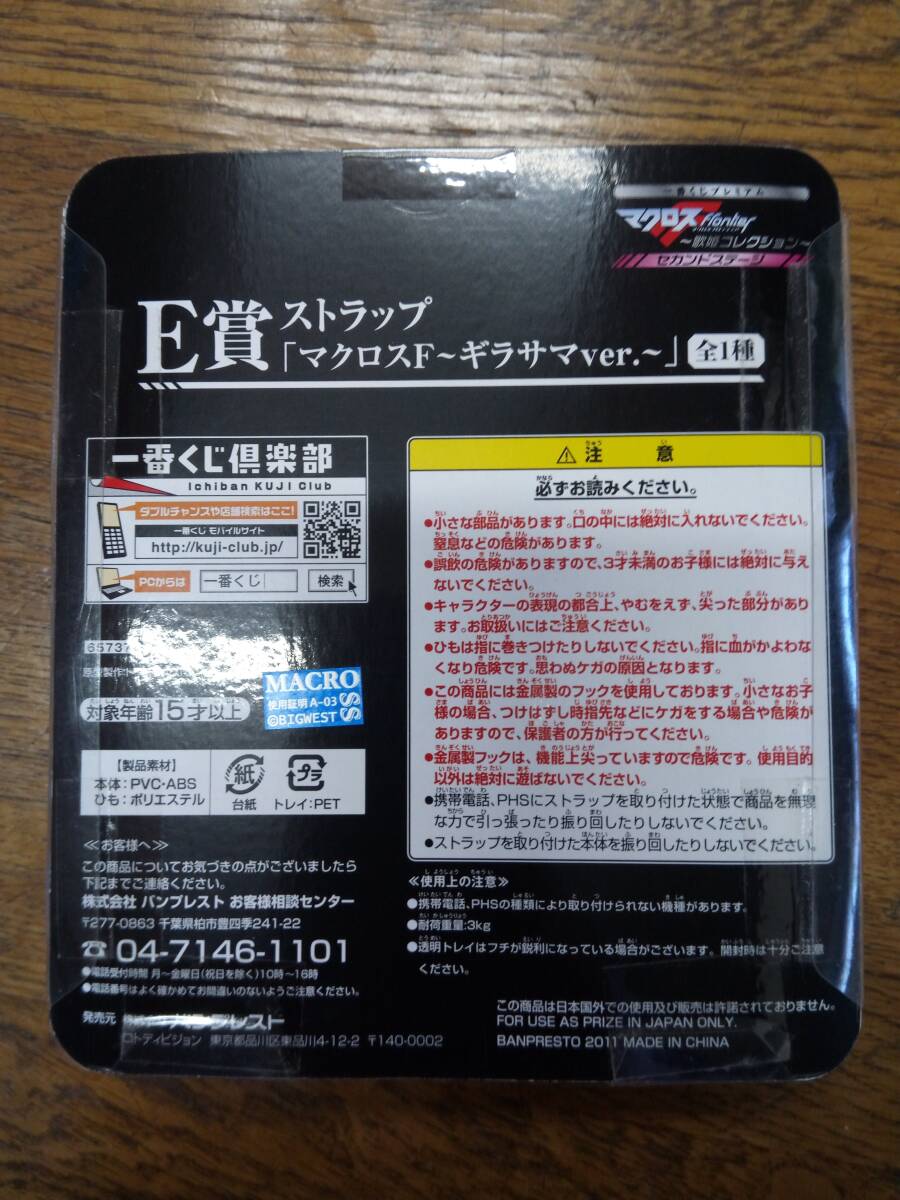 一番くじプレミアム
マクロスFrontier
～歌姫コレクション～
セカンドステージ
E賞 ストラップ
「マクロスF～ギラサマver.～」 全1種
一番くじ倶楽部
Ichiban KUJI Club
ダブルチャンスや店舗検索はここ!
一番くじ モバイルサイト
http://kuji-club.jp/
PCからは 一番くじ 検索
65737
原型製作
対象年齢15才以上
MACROSS
使用証明 A-03
©BIGWEST
【製品素材】
本体：PVC・ABS
ひも：ポリエステル
紙
台紙
プラ
トレイ：PET
≪お客様へ≫
この商品についてお気づきの点がございましたら
下記までご連絡ください。
株式会社 バンプレスト お客様相談センター
〒277-0863 千葉県柏市豊四季241-22
☎04-7146-1101
●電話受付時間 月～金曜日(祝日を除く)10時～16時
●電話番号はよく確かめてお間違いのないようご注意ください。
発売元 バンプレスト
ロトディビジョン 東京都品川区東品川4-12-2 〒140-0002
⚠注意
必ずお読みください。
●小さな部品があります。口の中には絶対に入れないでください。
窒息などの危険があります。
●誤飲の危険がありますので、3才未満のお子様には絶対に与え
ないでください。
●キャラクターの表現の都合上、やむをえず、尖った部分があり
ます。お取扱いにはご注意ください。
●ひもは指に巻きつけたりしないでください。指に血がかよわな
くなり危険です。思わぬケガの原因となります。
●この商品には金属製のフックを使用しております。小さなお子
様の場合、つけはずし時指先などにケガをする場合や危険が
ありますので、保護者の方が行ってください。
●金属製フックは、機能上尖っていますので危険です。使用目的
以外は絶対に遊ばないでください。
●携帯電話、PHSにストラップを取り付けた状態で商品を無理
な力で引っ張ったり振り回したりしないでください。
●ストラップを取り付けた本体を振り回したりしないでください。
≪使用上の注意≫
●携帯電話、PHSの種類により取り付けられない機種があります。
●耐荷重量:3kg
●透明トレイはフチが鋭利になっている場合がございます。開封時は十分ご注意
ください。
この商品は日本国外での使用及び販売は許諾されておりません。
FOR USE AS PRIZE IN JAPAN ONLY.
BANPRESTO 2011 MADE IN CHINA